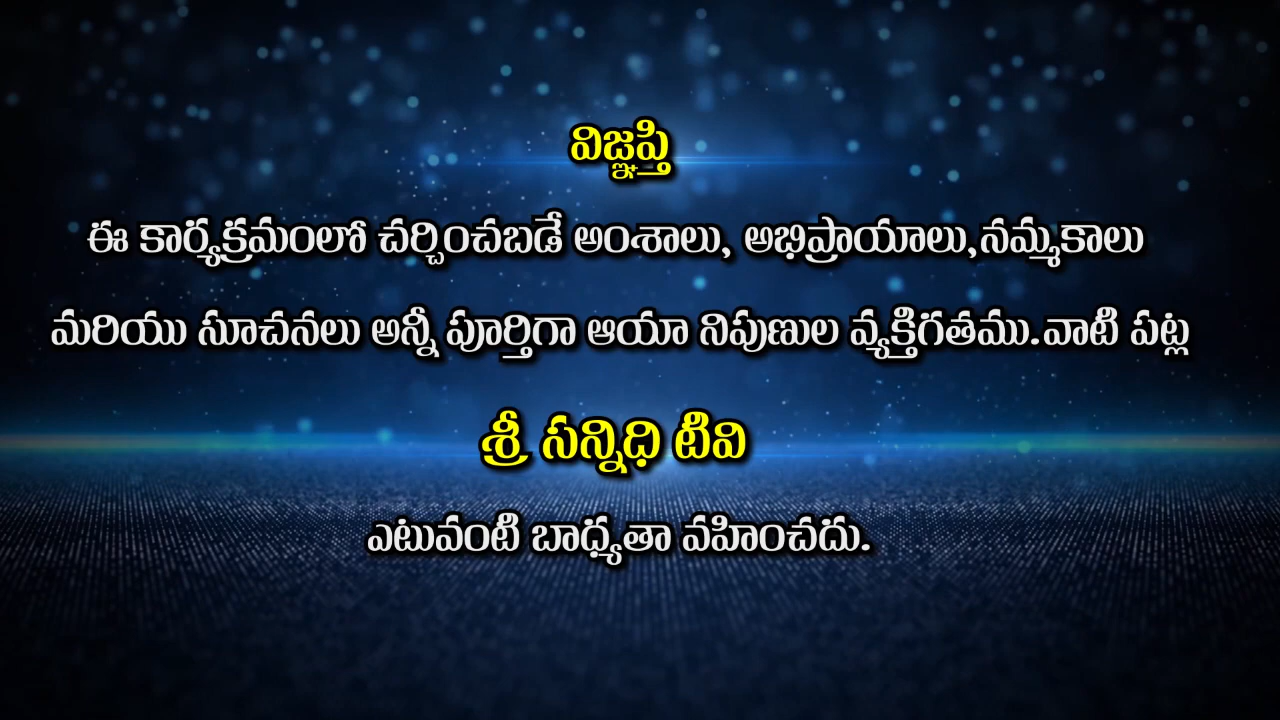 విజ్ఞప్తి
ఈ కార్యక్రమంలో చర్చించబడే అంశాలు, అభిప్రాయాలు,నమ్మకాలు
మరియు సూచనలు అన్నీ పూర్తిగా ఆయా నిపుణుల వ్యక్తిగతము.వాటి పట్ల
శ్రీ సన్నిధి టివి
ఎటువంటి బాధ్యతా వహించదు.